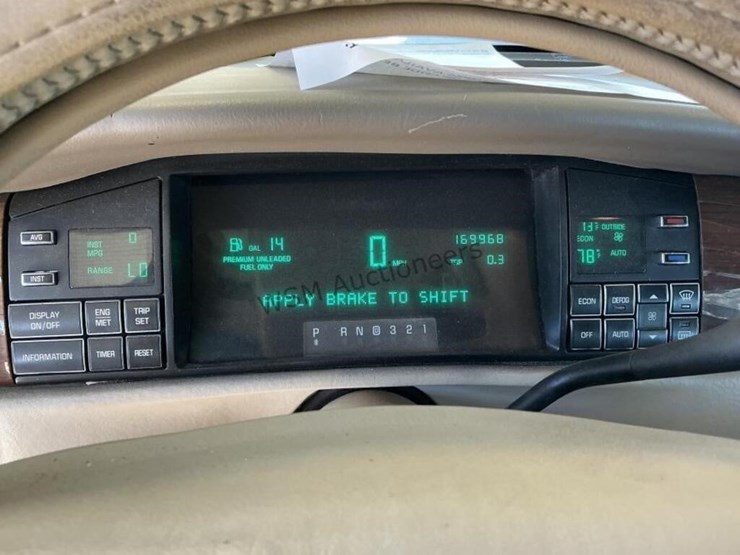 AVG
INST
INST MPG 0
RANGE LO
DISPLAY ON/OFF
ENG MET
TRIP SET
INFORMATION
TIMER
RESET
GAL 14
PREMIUM UNLEADED
FUEL ONLY
0 MPH
169968
0.3
APPLY BRAKE TO SHIFT
P R N D 3 2 1
WSM Auctioneers
OUTSIDE
ECON
78° AUTO
ECON
DEFOG
OFF
AUTO